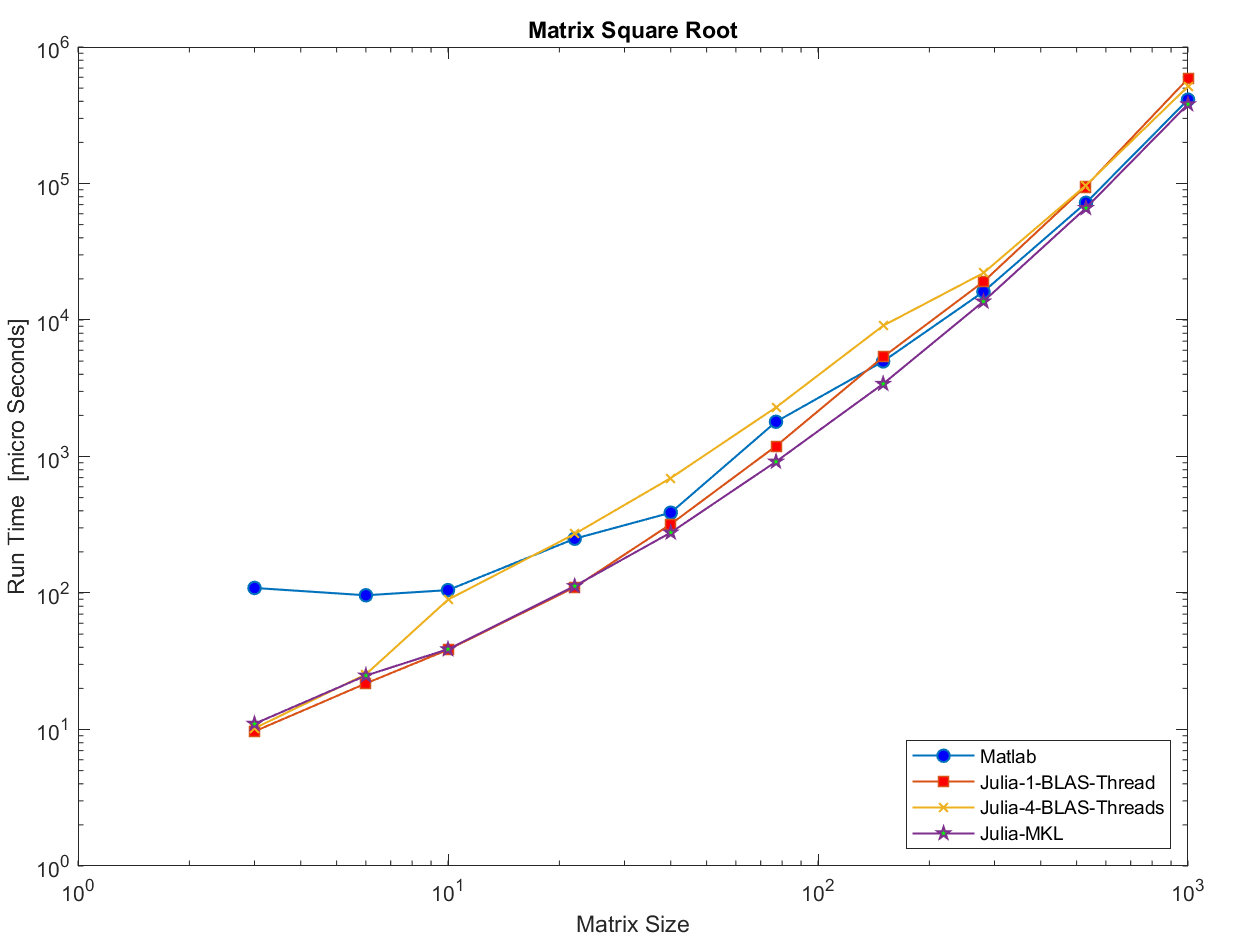 Matrix Square Root
10^6
10^5
10^4
10^3
10^2
10^1
10^0
Run Time [micro Seconds]
10^0 10^1 10^2 10^3
Matrix Size
Matlab
Julia-1-BLAS-Thread
Julia-4-BLAS-Threads
Julia-MKL